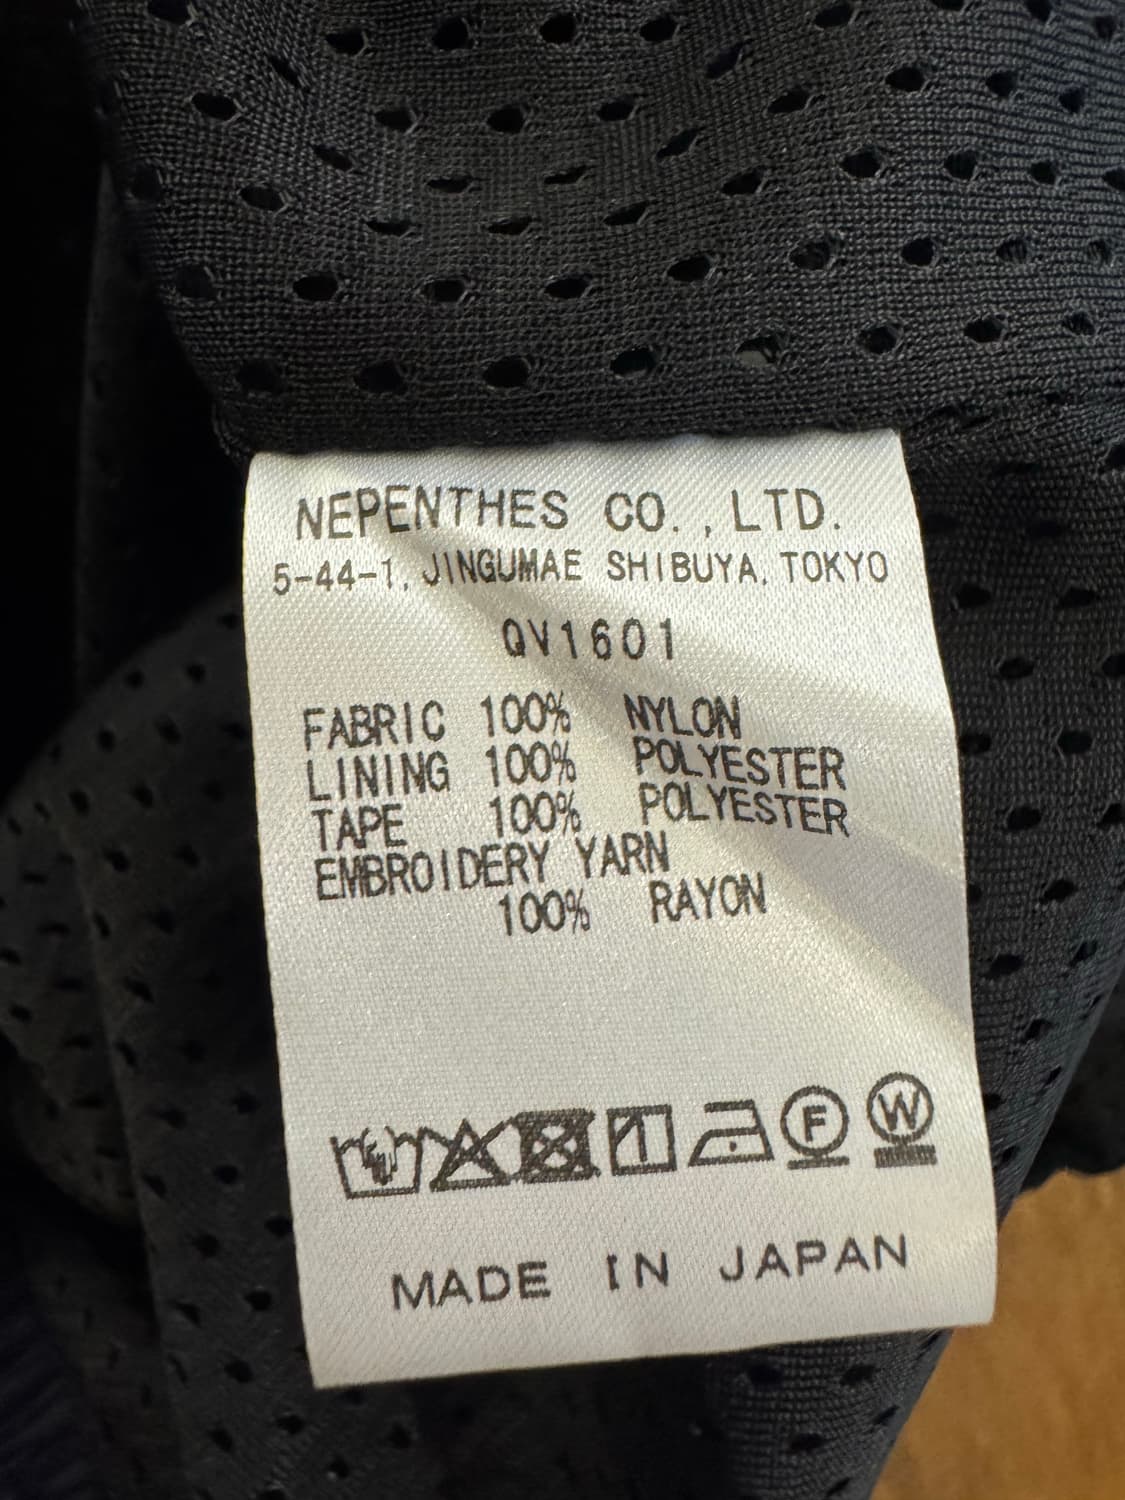 NEPENTHES CO., LTD.
5-44-1, JINGUMAE SHIBUYA, TOKYO
QV1601
FABRIC 100% NYLON
LINING 100% POLYESTER
TAPE 100% POLYESTER
EMBROIDERY YARN
100% RAYON
F W
MADE IN JAPAN